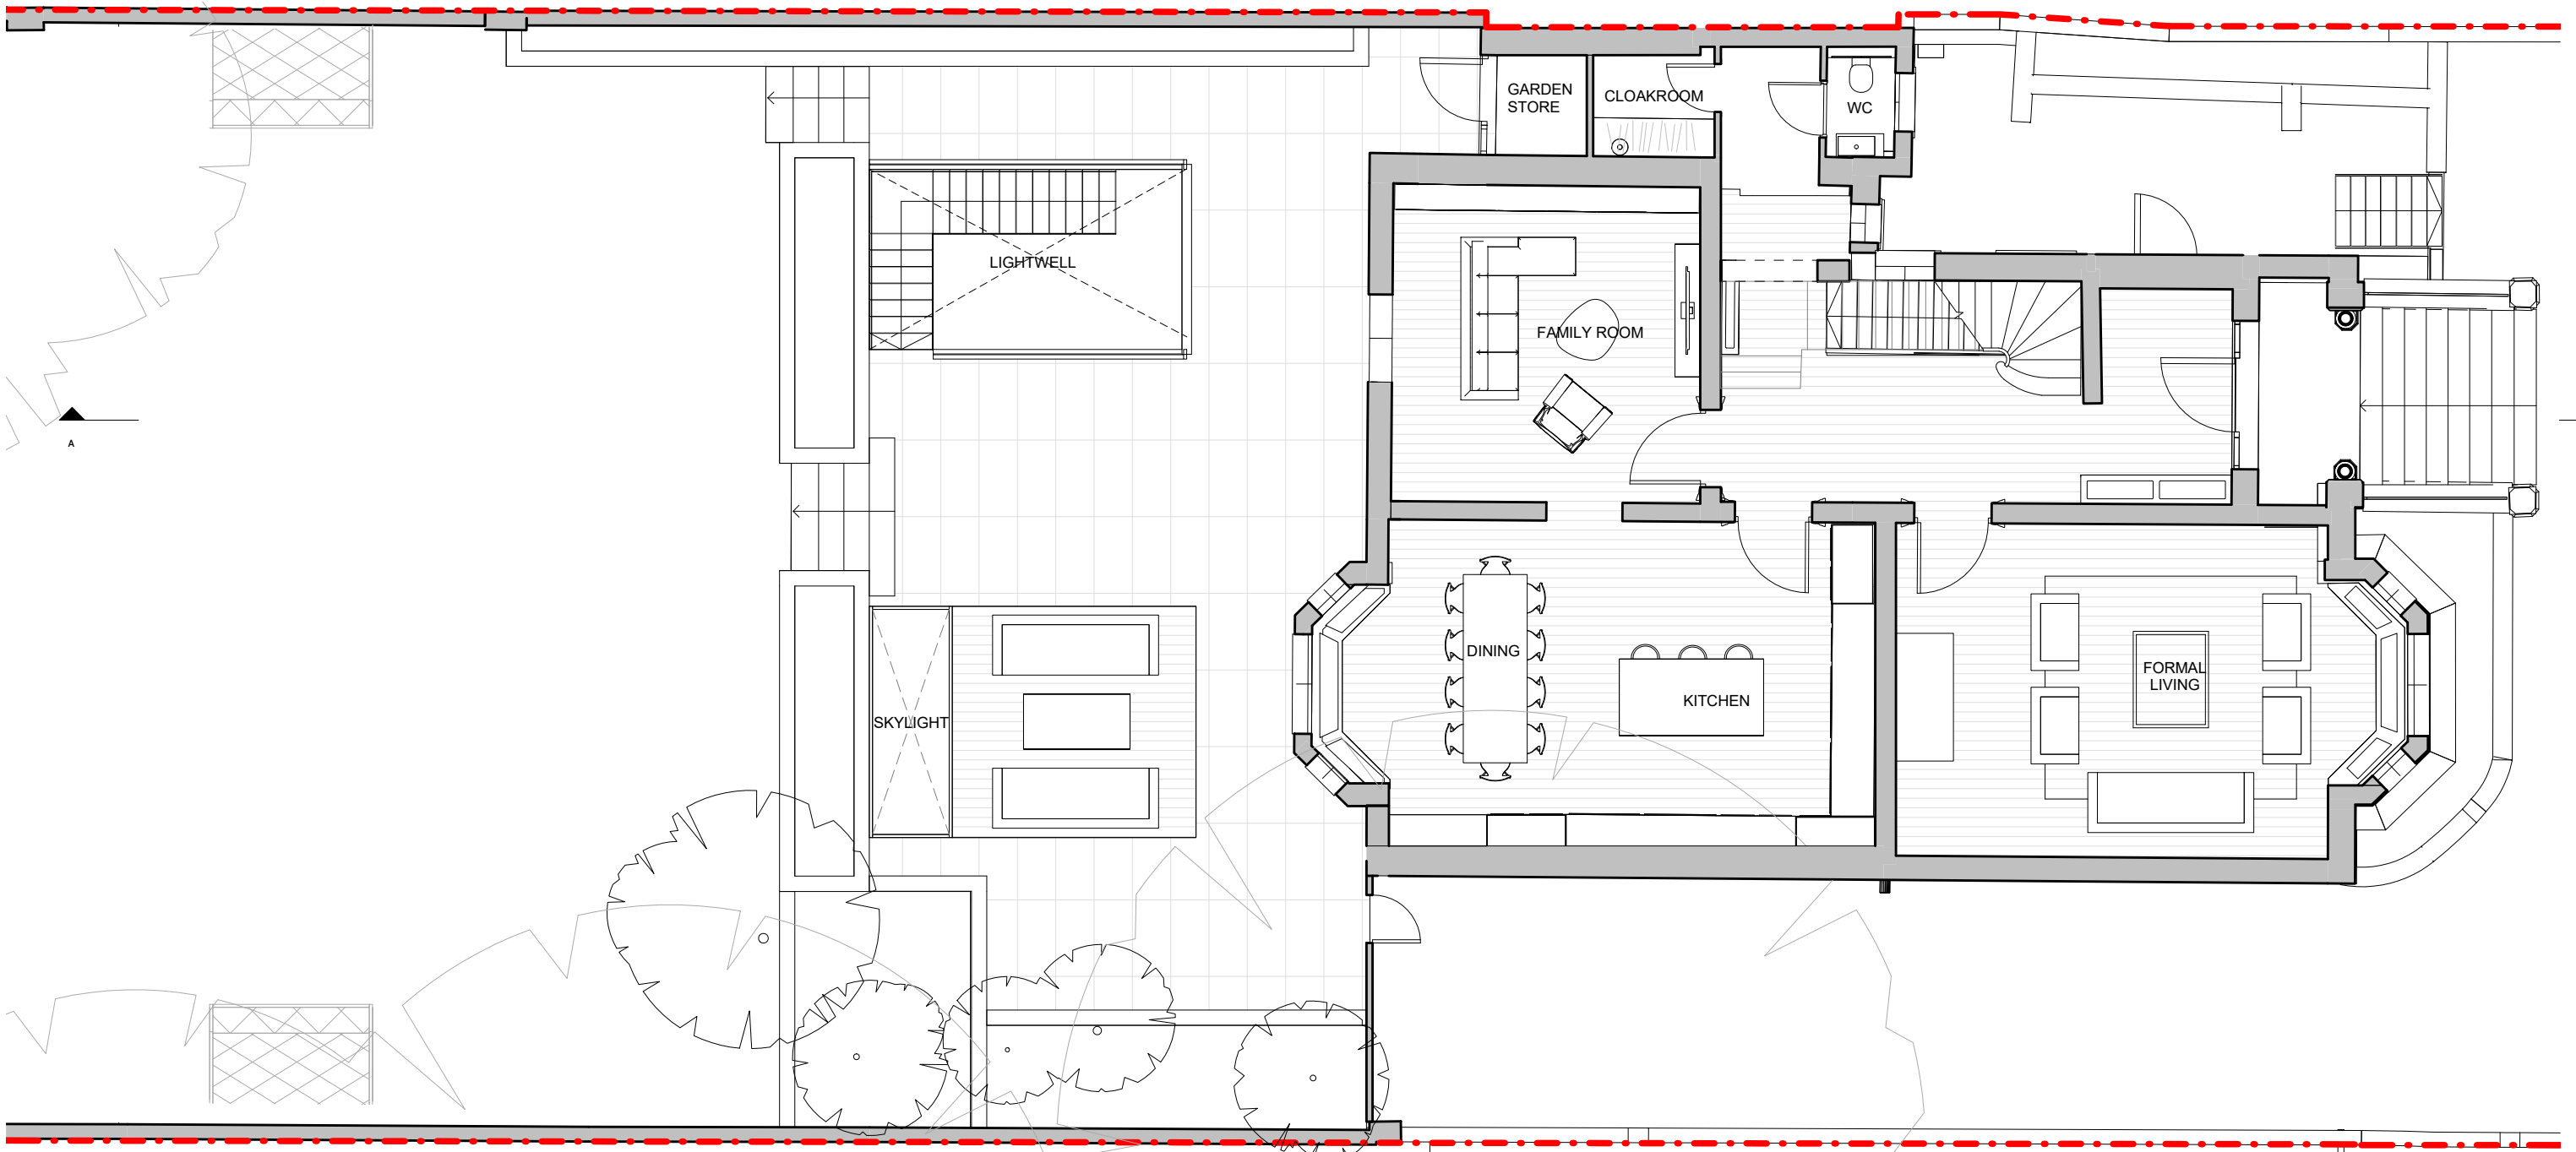 GARDEN
STORE
CLOAKROOM
WC
LIGHTWELL
FAMILY ROOM
A
DINING
KITCHEN
FORMAL
LIVING
SKYLIGHT